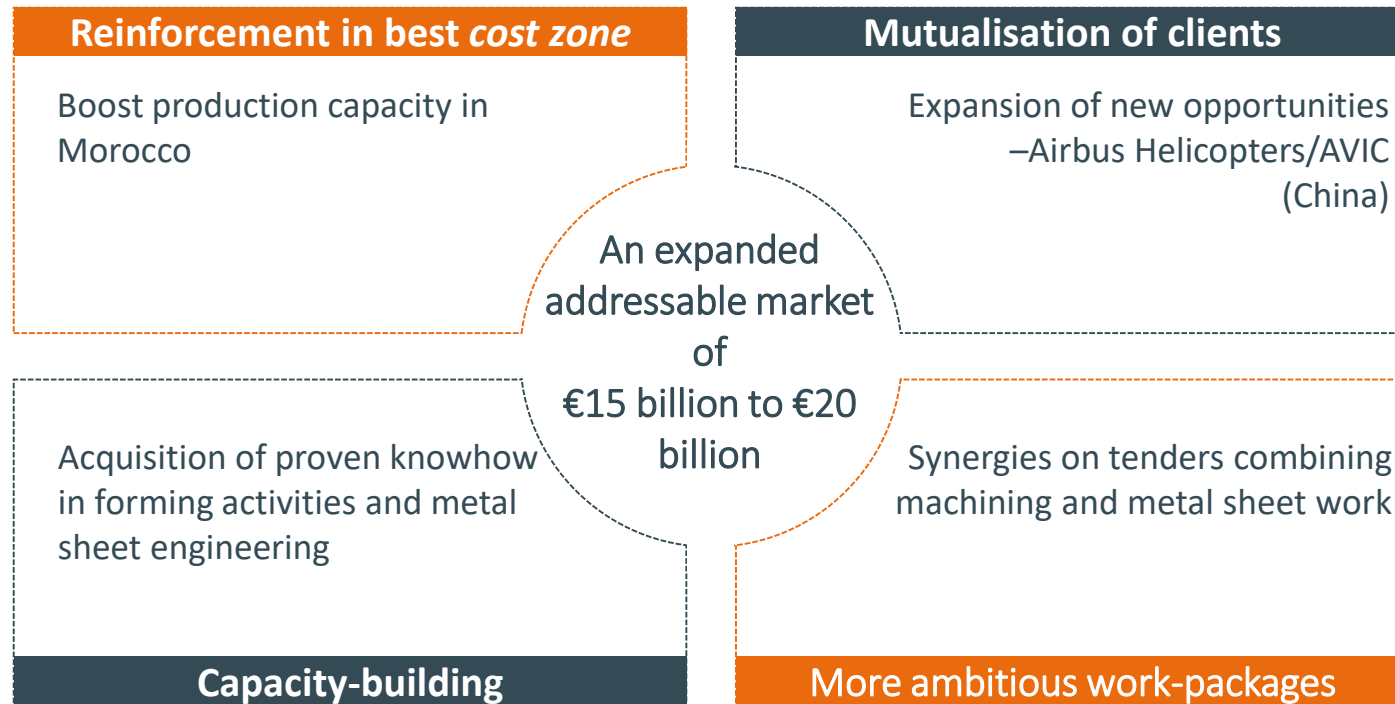 Reinforcement in best cost zone
Boost production capacity in
Morocco
Mutualisation of clients
Expansion of new opportunities
–Airbus Helicopters/AVIC
(China)
An expanded
addressable market
of
€15 billion to €20
billion
Acquisition of proven knowhow
in forming activities and metal
sheet engineering
Capacity-building
Synergies on tenders combining
machining and metal sheet work
More ambitious work-packages